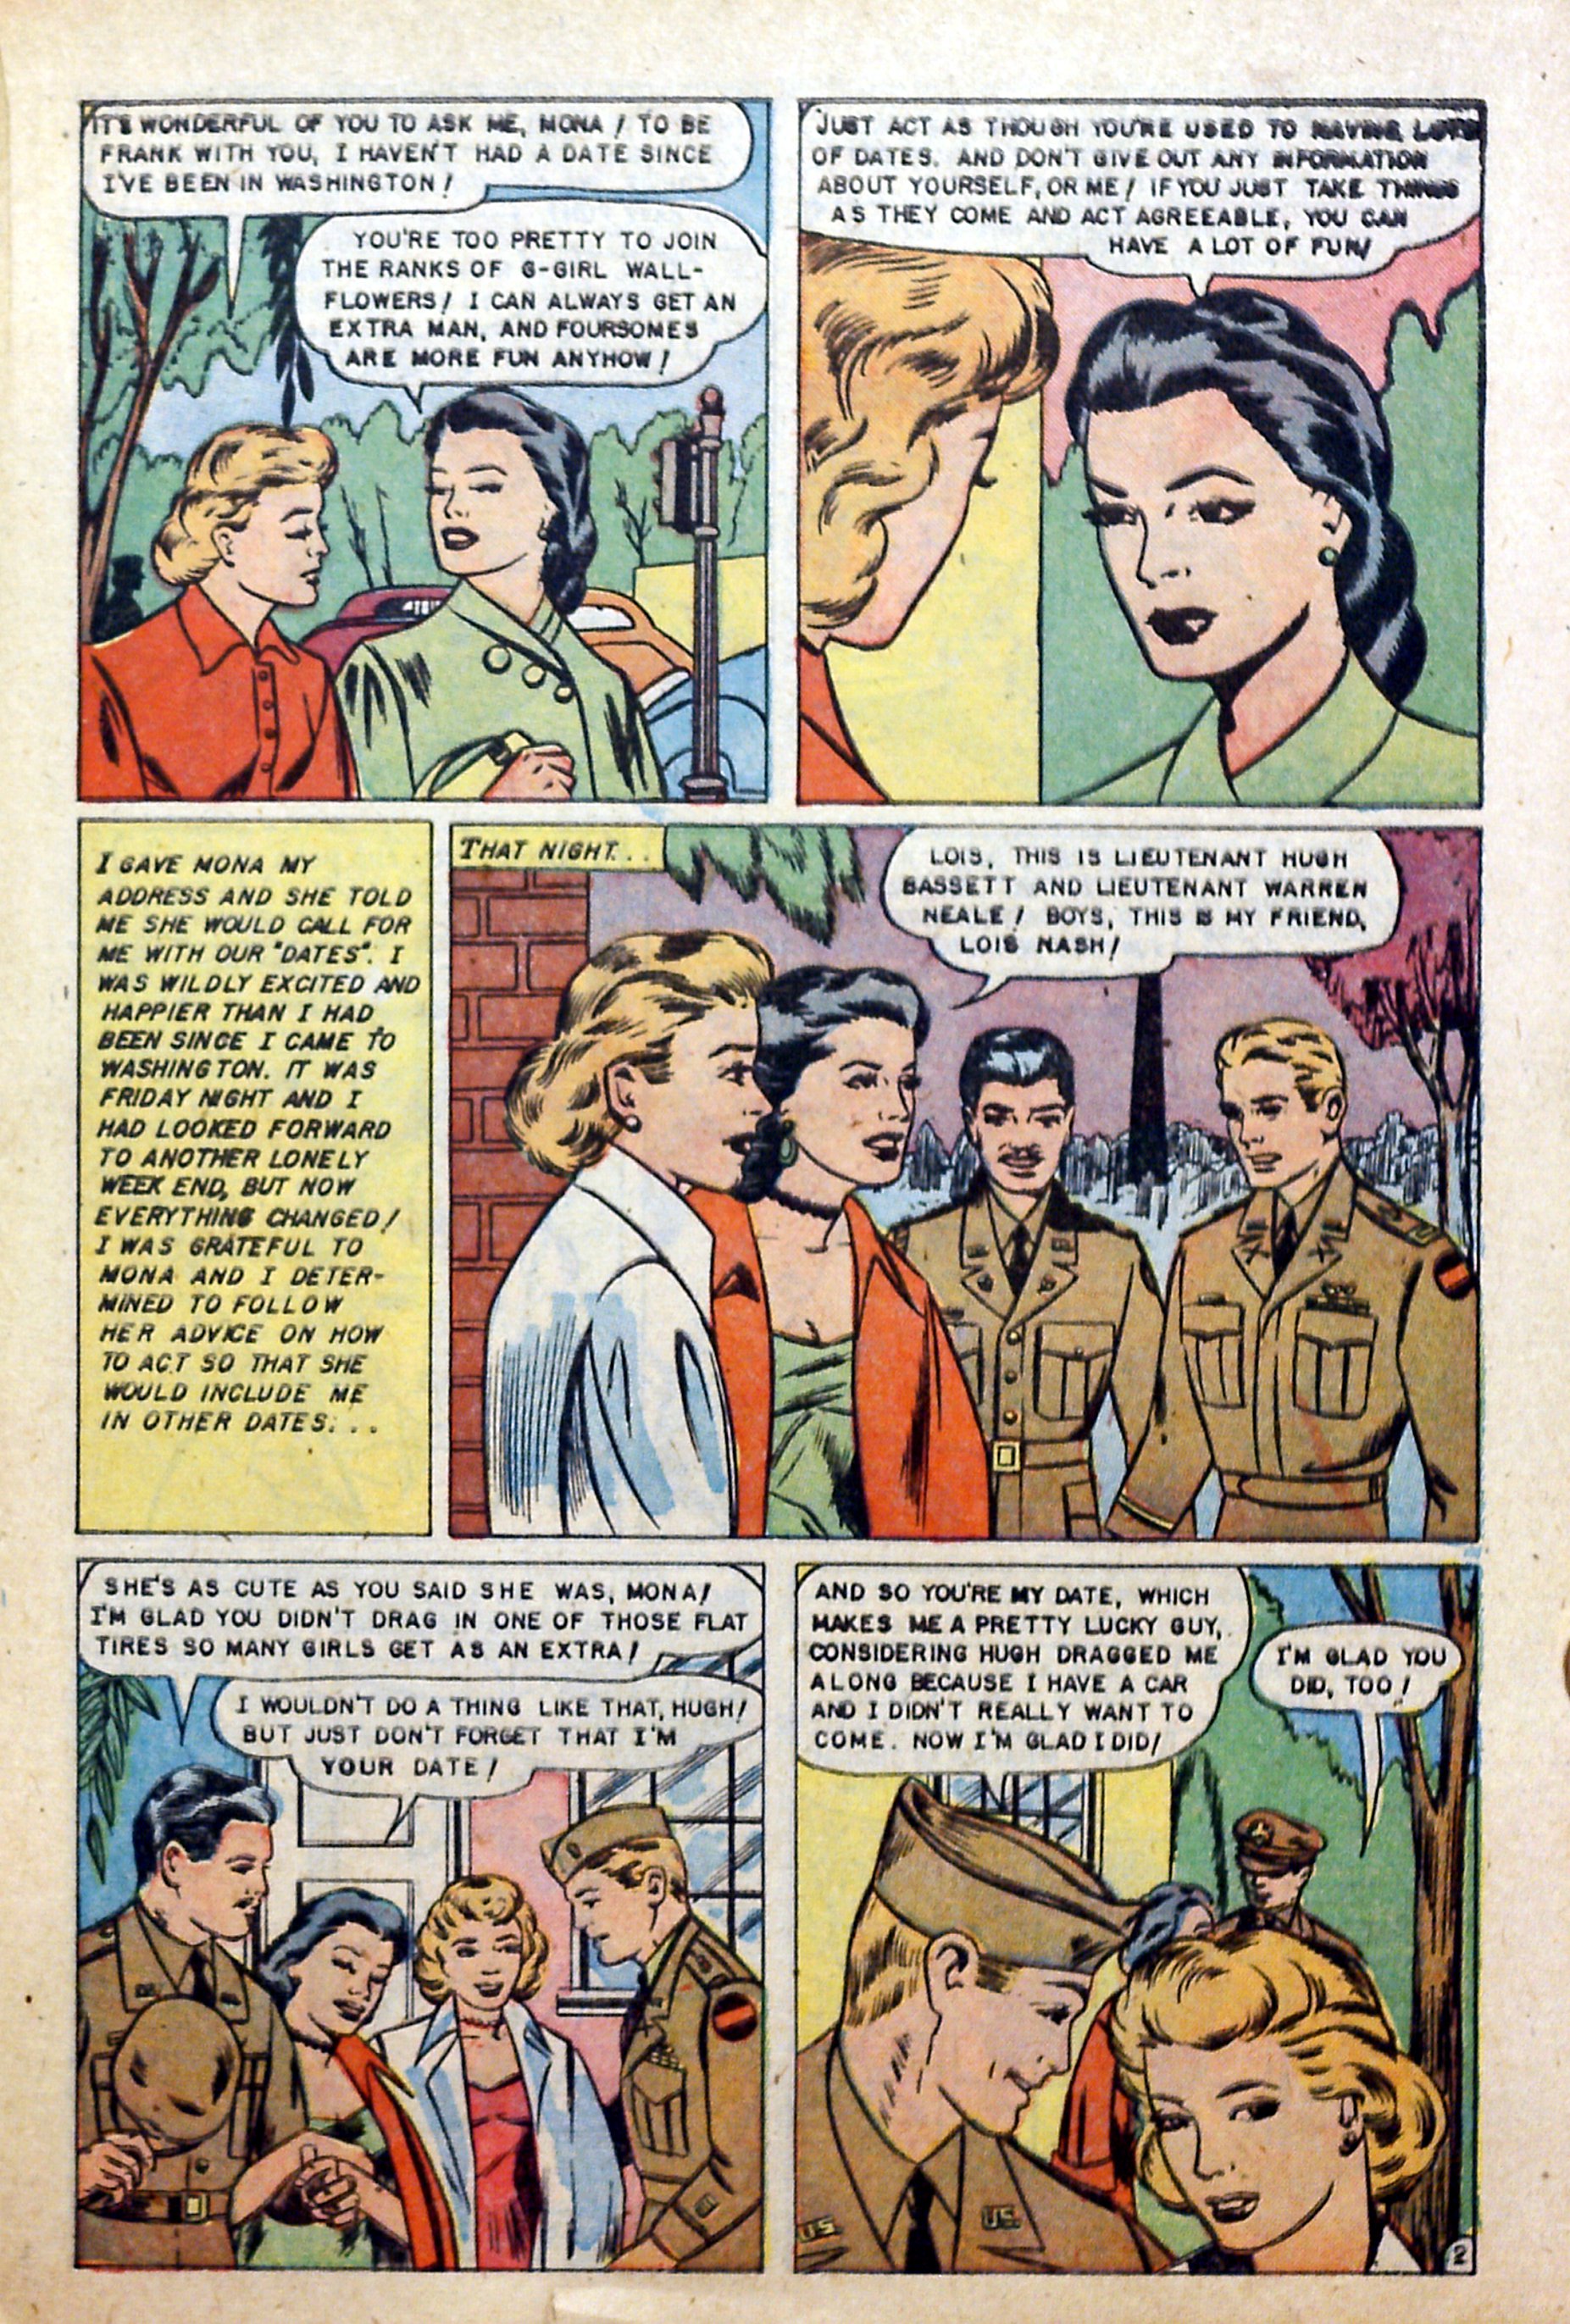 IT'S WONDERFUL OF YOU TO ASK ME, MONA! TO BE
FRANK WITH YOU, I HAVEN'T HAD A DATE SINCE
I'VE BEEN IN WASHINGTON!
YOU'RE TOO PRETTY TO JOIN
THE RANKS OF G-GIRL WALL-
FLOWERS! I CAN ALWAYS GET AN
EXTRA MAN, AND FOURSOMES
ARE MORE FUN ANYHOW!
JUST ACT AS THOUGH YOU'RE USED TO HAVING LOTS
OF DATES. AND DON'T GIVE OUT ANY INFORMATION
ABOUT YOURSELF, OR ME! IF YOU JUST TAKE THINGS
AS THEY COME AND ACT AGREEABLE, YOU CAN
HAVE A LOT OF FUN!
I GAVE MONA MY
ADDRESS AND SHE TOLD
ME SHE WOULD CALL FOR
ME WITH OUR "DATES". I
WAS WILDLY EXCITED AND
HAPPIER THAN I HAD
BEEN SINCE I CAME TO
WASHINGTON. IT WAS
FRIDAY NIGHT AND I
HAD LOOKED FORWARD
TO ANOTHER LONELY
WEEK END, BUT NOW
EVERYTHING CHANGED!
I WAS GRATEFUL TO
MONA AND I DETER-
MINED TO FOLLOW
HER ADVICE ON HOW
TO ACT SO THAT SHE
WOULD INCLUDE ME
IN OTHER DATES. . .
THAT NIGHT. . .
LOIS, THIS IS LIEUTENANT HUGH
BASSETT AND LIEUTENANT WARREN
NEALE! BOYS, THIS IS MY FRIEND,
LOIS NASH!
SHE'S AS CUTE AS YOU SAID SHE WAS, MONA!
I'M GLAD YOU DIDN'T DRAG IN ONE OF THOSE FLAT
TIRES SO MANY GIRLS GET AS AN EXTRA!
I WOULDN'T DO A THING LIKE THAT, HUGH!
BUT JUST DON'T FORGET THAT I'M
YOUR DATE!
AND SO YOU'RE MY DATE, WHICH
MAKES ME A PRETTY LUCKY GUY,
CONSIDERING HUGH DRAGGED ME
ALONG BECAUSE I HAVE A CAR
AND I DIDN'T REALLY WANT TO
COME. NOW I'M GLAD I DID!
I'M GLAD YOU
DID, TOO!
U.S.
U.S.
2